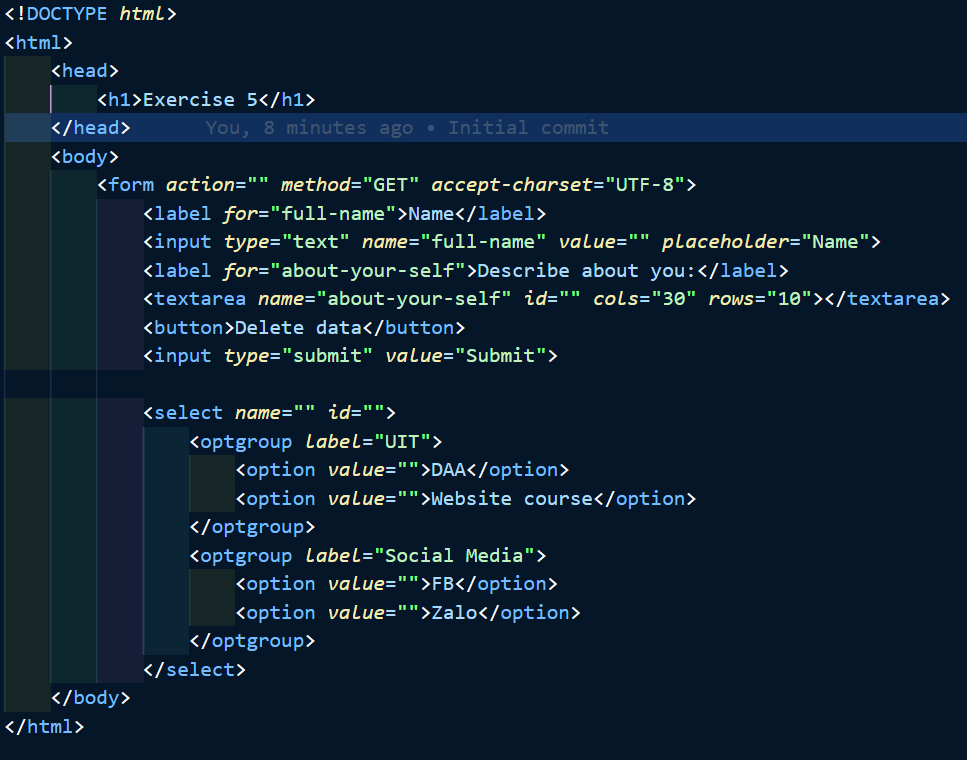 <!DOCTYPE html>
<html>
    <head>
        <h1>Exercise 5</h1>
    </head>      You, 8 minutes ago • Initial commit
    <body>
        <form action="" method="GET" accept-charset="UTF-8">
            <label for="full-name">Name</label>
            <input type="text" name="full-name" value="" placeholder="Name">
            <label for="about-your-self">Describe about you:</label>
            <textarea name="about-your-self" id="" cols="30" rows="10"></textarea>
            <button>Delete data</button>
            <input type="submit" value="Submit">

            <select name="" id="">
                <optgroup label="UIT">
                    <option value="">DAA</option>
                    <option value="">Website course</option>
                </optgroup>
                <optgroup label="Social Media">
                    <option value="">FB</option>
                    <option value="">Zalo</option>
                </optgroup>
            </select>
    </body>
</html>